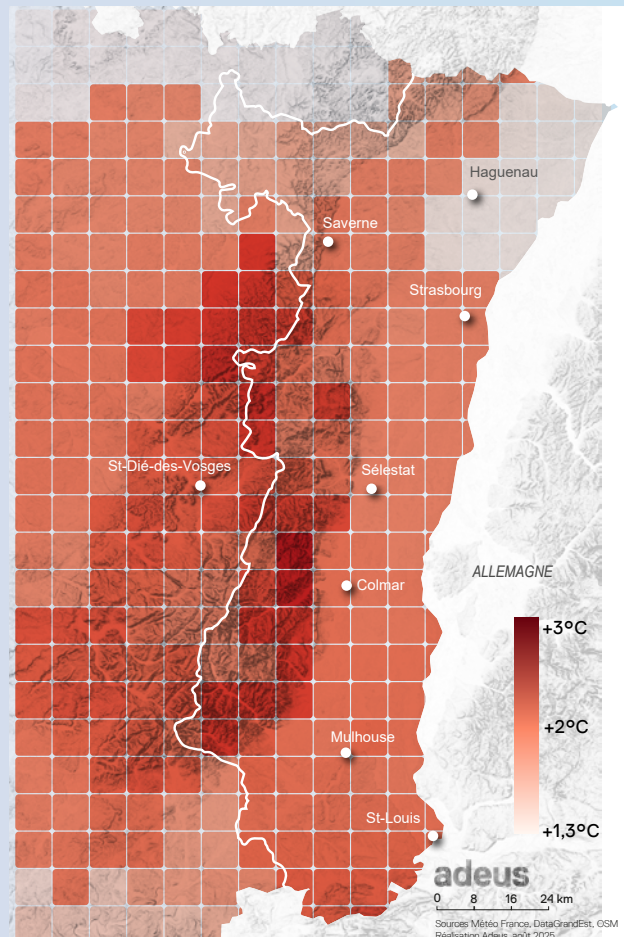 Haguenau
Saverne
Strasbourg
St-Dié-des-Vosges
Sélestat
ALLEMAGNE
Colmar
+3°C
+2°C
Mulhouse
St-Louis
+1,3°C
adeus
0 8 16 24 km
Sources Météo France, DataGrandEst, OSM
Réalisation Adeus, août 2025